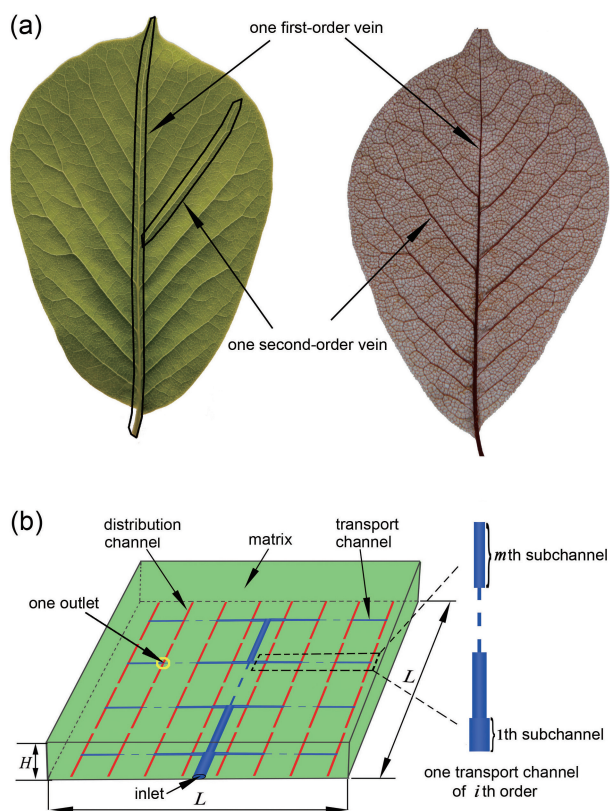 (a)
one first-order vein
one second-order vein
(b)
distribution
channel
matrix
transport
channel
one outlet
mth subchannel
L
1th subchannel
H
inlet
L
one transport channel
of ith order